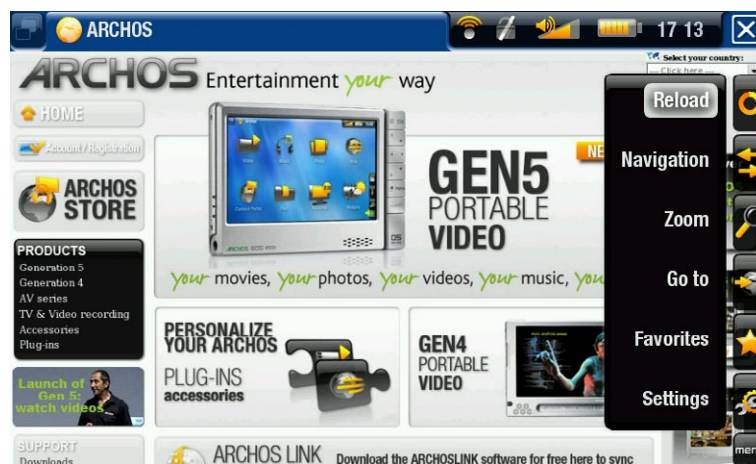 ARCHOS
17 13
ARCHOS Entertainment your way
Select your country:
--- Click here ---
HOME
Account / Registration
ARCHOS
STORE
PRODUCTS
Generation 5
Generation 4
AV series
TV & Video recording
Accessories
Plug-ins
Launch of
Gen 5:
watch videos
SUPPORT
Downloads
GEN5
PORTABLE
VIDEO
NE
your movies, your photos, your videos, your music, you
PERSONALIZE
YOUR ARCHOS
PLUG-INS
accessories
GEN4
PORTABLE
VIDEO
ARCHOS LINK
Download the ARCHOSLINK software for free here to sync
Reload
Navigation
Zoom
Go to
Favorites
Settings